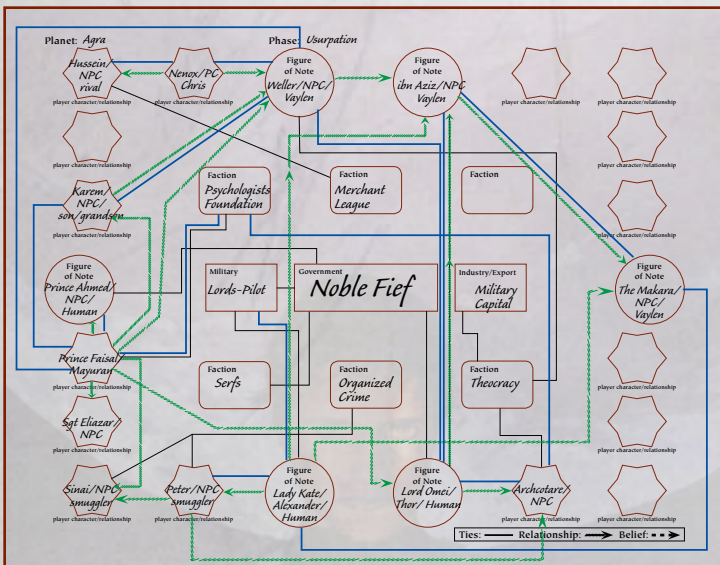 Planet: Agra
Phase: Usurpation
Hussein/
NPC
rival
player character/relationship
Nenox/PC
Chris
player character/relationship
Figure
of Note
Weller/NPC/
Vaylen
Figure
of Note
ibn Aziz/NPC
Vaylen
player character/relationship
player character/relationship
player character/relationship
player character/relationship
Karem/
NPC/
son/grandson
player character/relationship
Faction
Psychologists
Foundation
Faction
Merchant
League
Faction
player character/relationship
Figure
of Note
Prince Ahmed/
NPC/
Human
Military
Lords-Pilot
Government
Noble Fief
Industry/Export
Military
Capital
Figure
of Note
The Makara/
NPC/
Vaylen
Prince Faisal/
Mayuran
player character/relationship
Faction
Serfs
Faction
Organized
Crime
Faction
Theocracy
player character/relationship
Sgt Eliazar/
NPC
player character/relationship
player character/relationship
Sinai/NPC
smuggler
player character/relationship
Peter/NPC
smuggler
player character/relationship
Figure
of Note
Lady Kate/
Alexander/
Human
Figure
of Note
Lord Omei/
Thor/ Human
Archcotare/
NPC
player character/relationship
player character/relationship
Ties: Relationship: Belief: